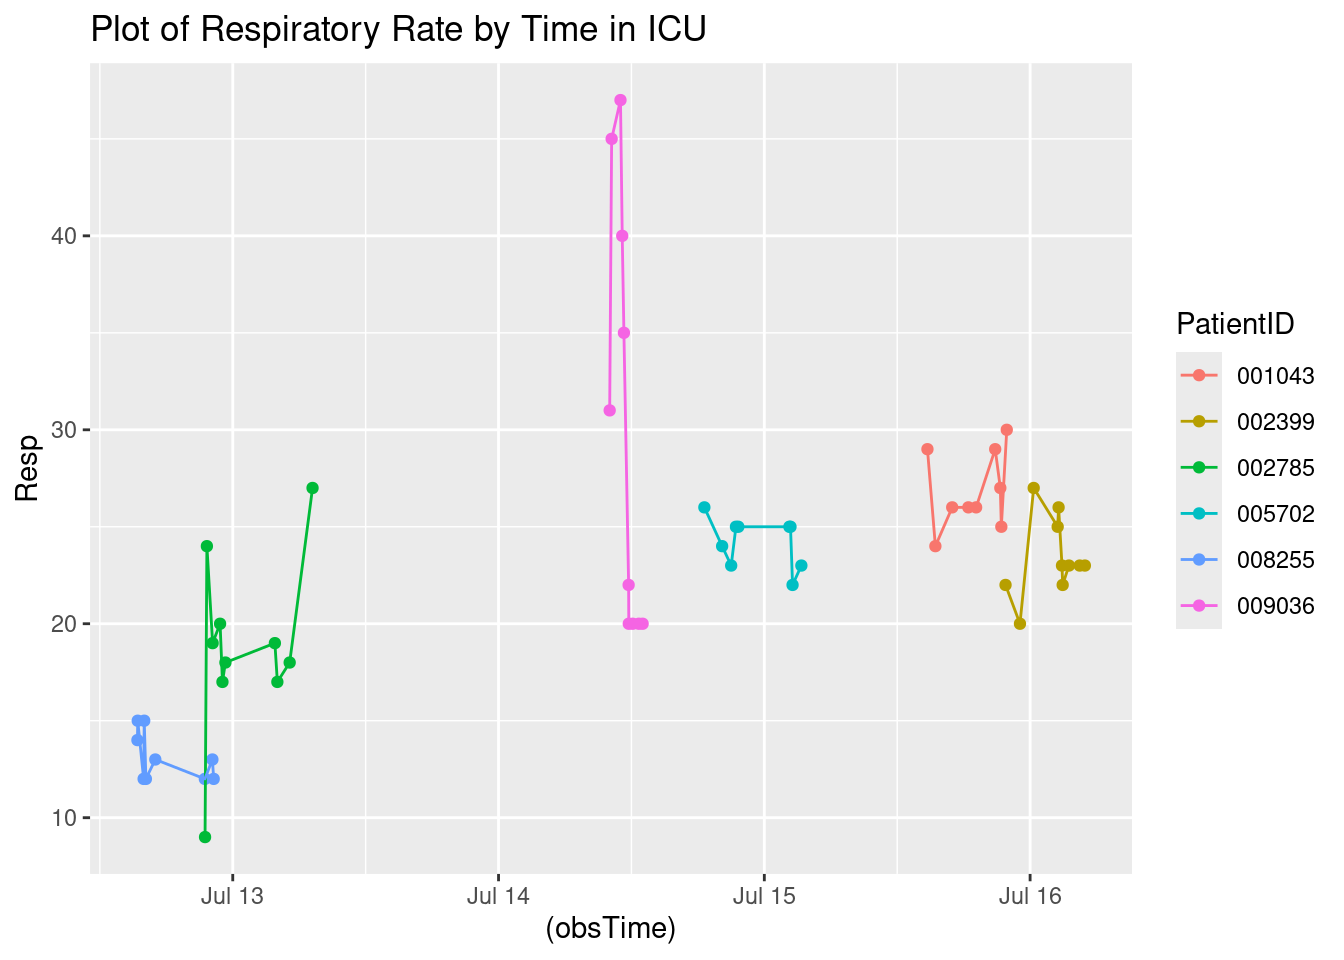 Plot of Respiratory Rate by Time in ICU
Resp
40
30
20
10
Jul 13
Jul 14
Jul 15
Jul 16
(obsTime)
PatientID
001043
002399
002785
005702
008255
009036